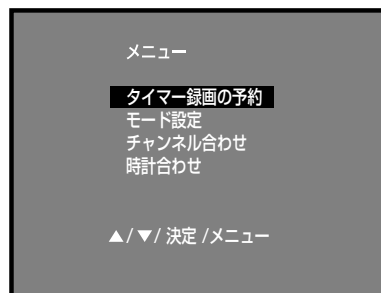 メニュー
タイマー録画の予約
モード設定
チャンネル合わせ
時計合わせ
▲/▼/ 決定 /メニュー